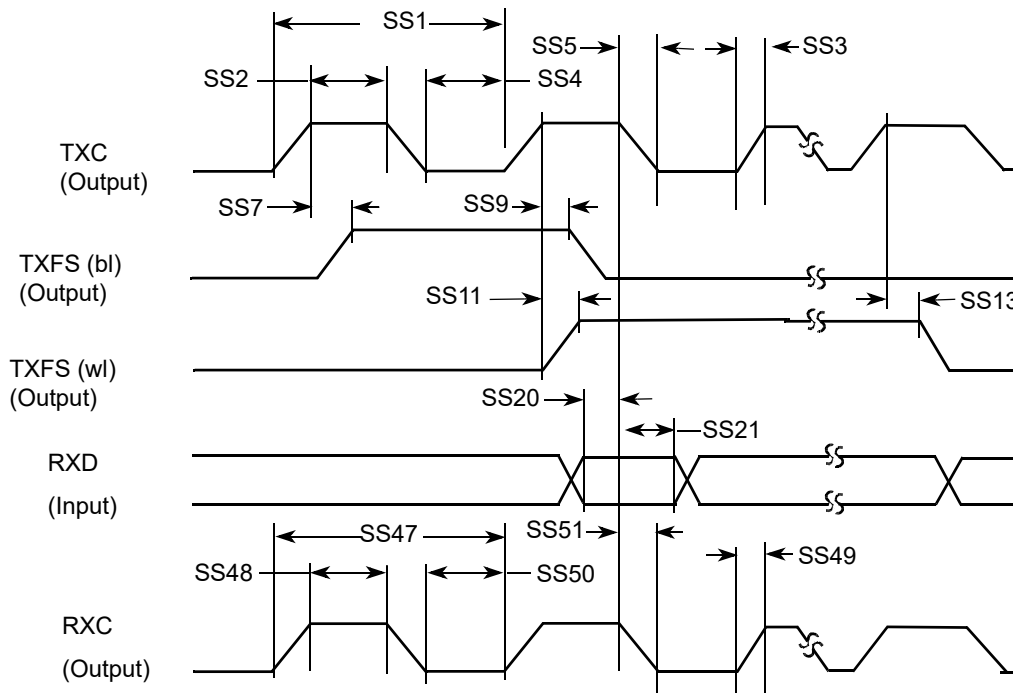 SS1
SS5
SS3
SS2
SS4
TXC
(Output)
SS7
SS9
TXFS (bl)
(Output)
SS11
SS13
TXFS (wl)
(Output)
SS20
SS21
RXD
(Input)
SS47
SS51
SS49
SS48
SS50
RXC
(Output)